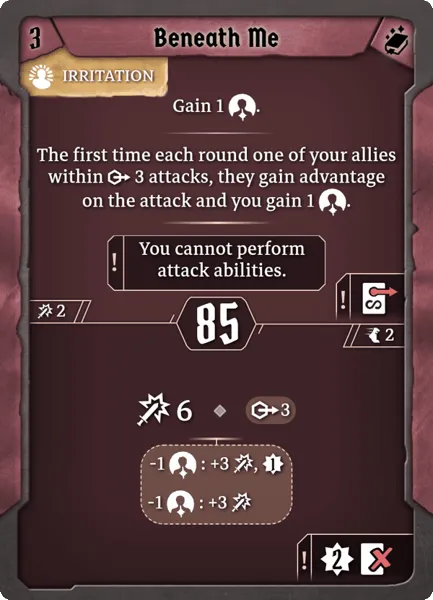 3 Beneath Me
IRRITATION
Gain 1 .
The first time each round one of your allies
within 3 attacks, they gain advantage
on the attack and you gain 1 .
! You cannot perform
attack abilities.
! S
2
85
2
6 3
-1 : +3 , 1
-1 : +3
! 2